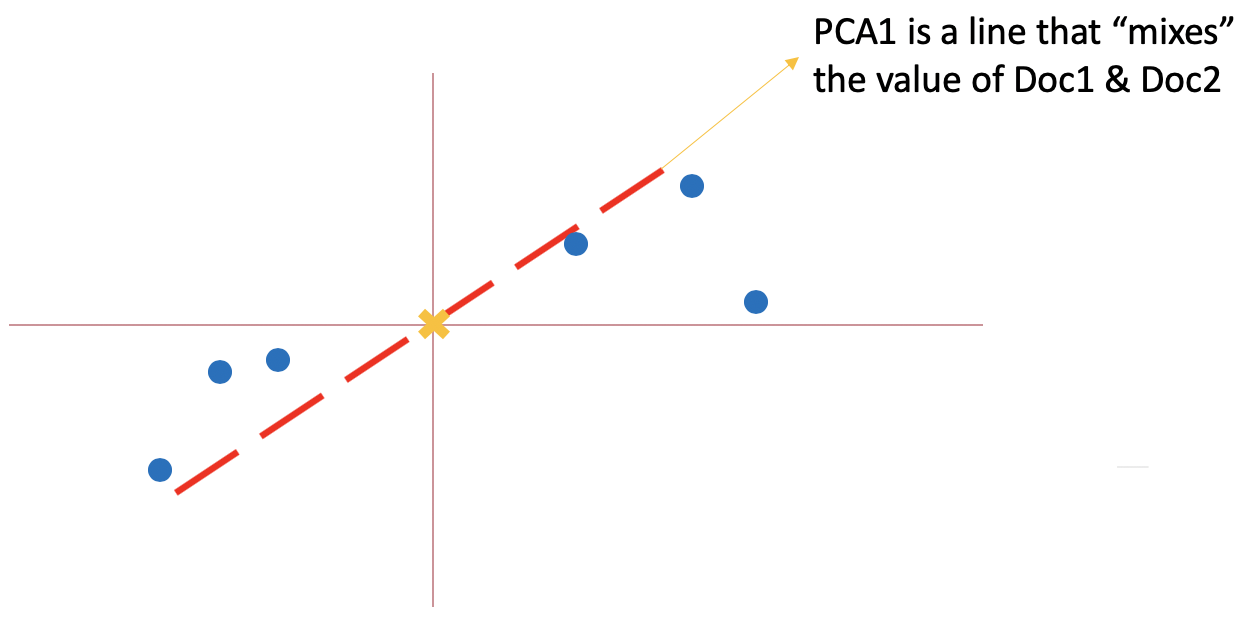 PCA1 is a line that “mixes”
the value of Doc1 & Doc2